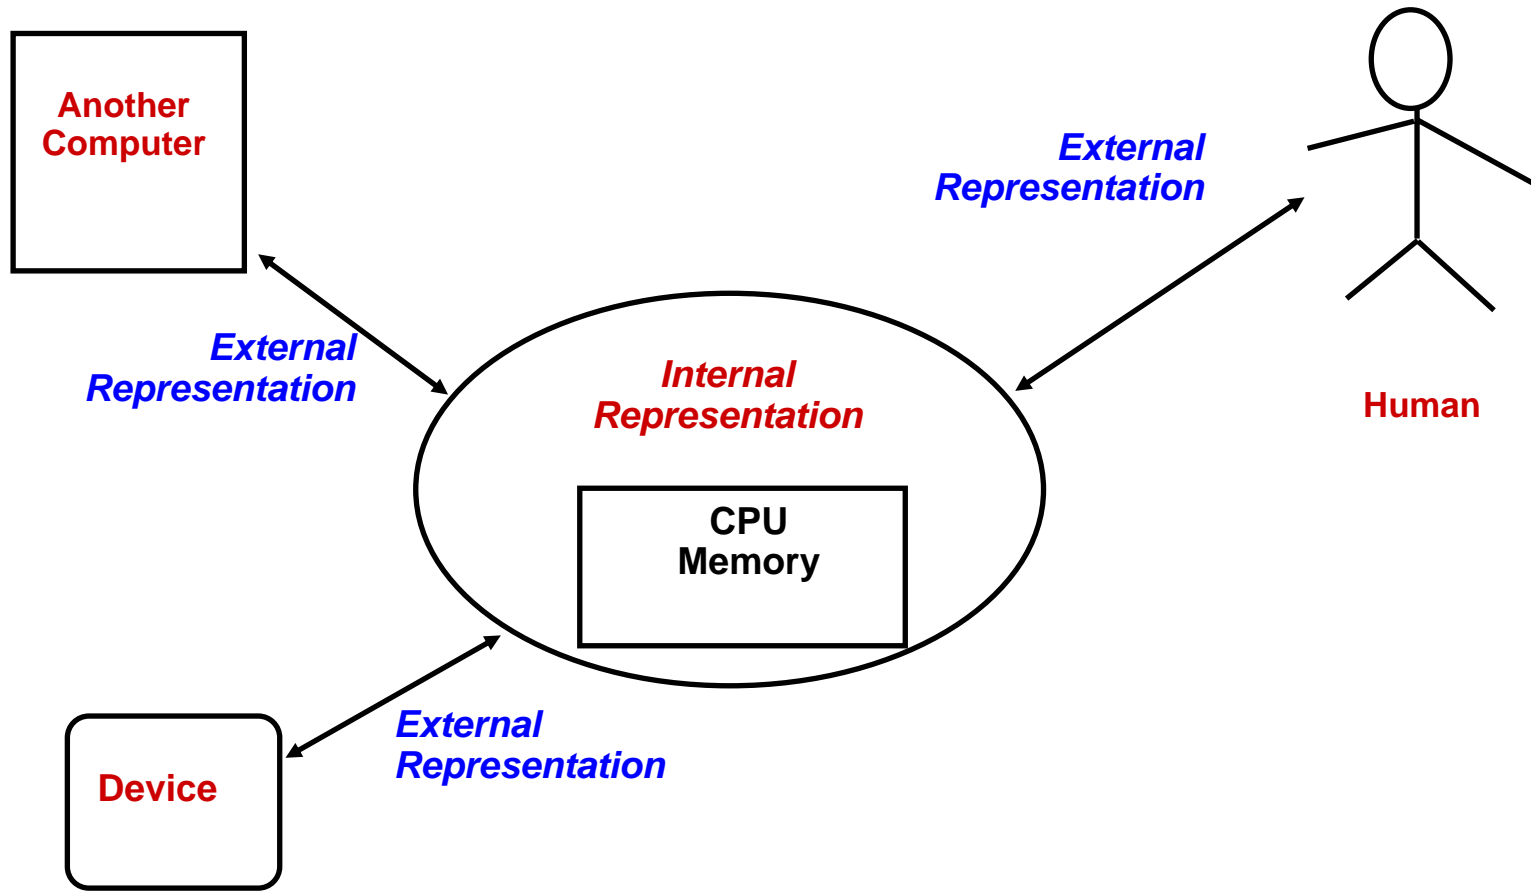 Another
Computer
External
Representation
External
Representation
Internal
Representation
Human
CPU
Memory
External
Representation
Device